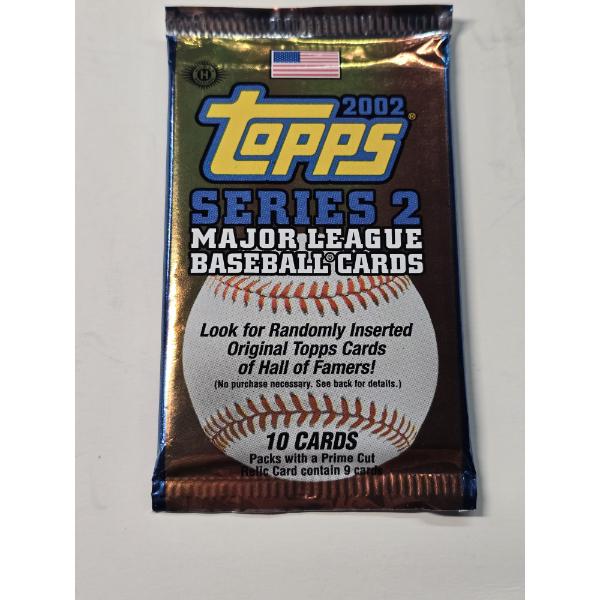 H
2002
Topps®
SERIES 2
MAJOR LEAGUE
BASEBALL® CARDS
Look for Randomly Inserted
Original Topps Cards
of Hall of Famers!
(No purchase necessary. See back for details.)
10 CARDS
Packs with a Prime Cut
Relic Card contain 9 cards